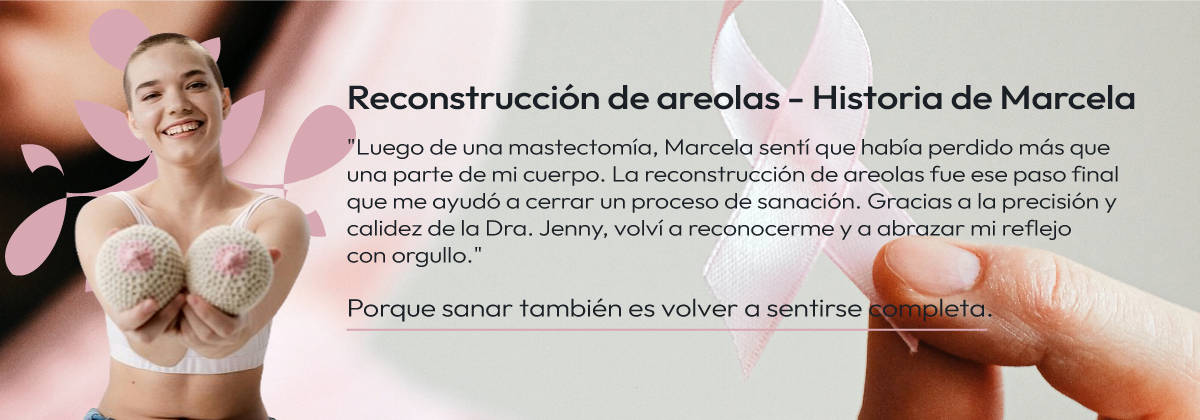 Reconstrucción de areolas - Historia de Marcela
"Luego de una mastectomía, Marcela sentí que había perdido más que
una parte de mi cuerpo. La reconstrucción de areolas fue ese paso final
que me ayudó a cerrar un proceso de sanación. Gracias a la precisión y
calidez de la Dra. Jenny, volví a reconocerme y a abrazar mi reflejo
con orgullo."
Porque sanar también es volver a sentirse completa.